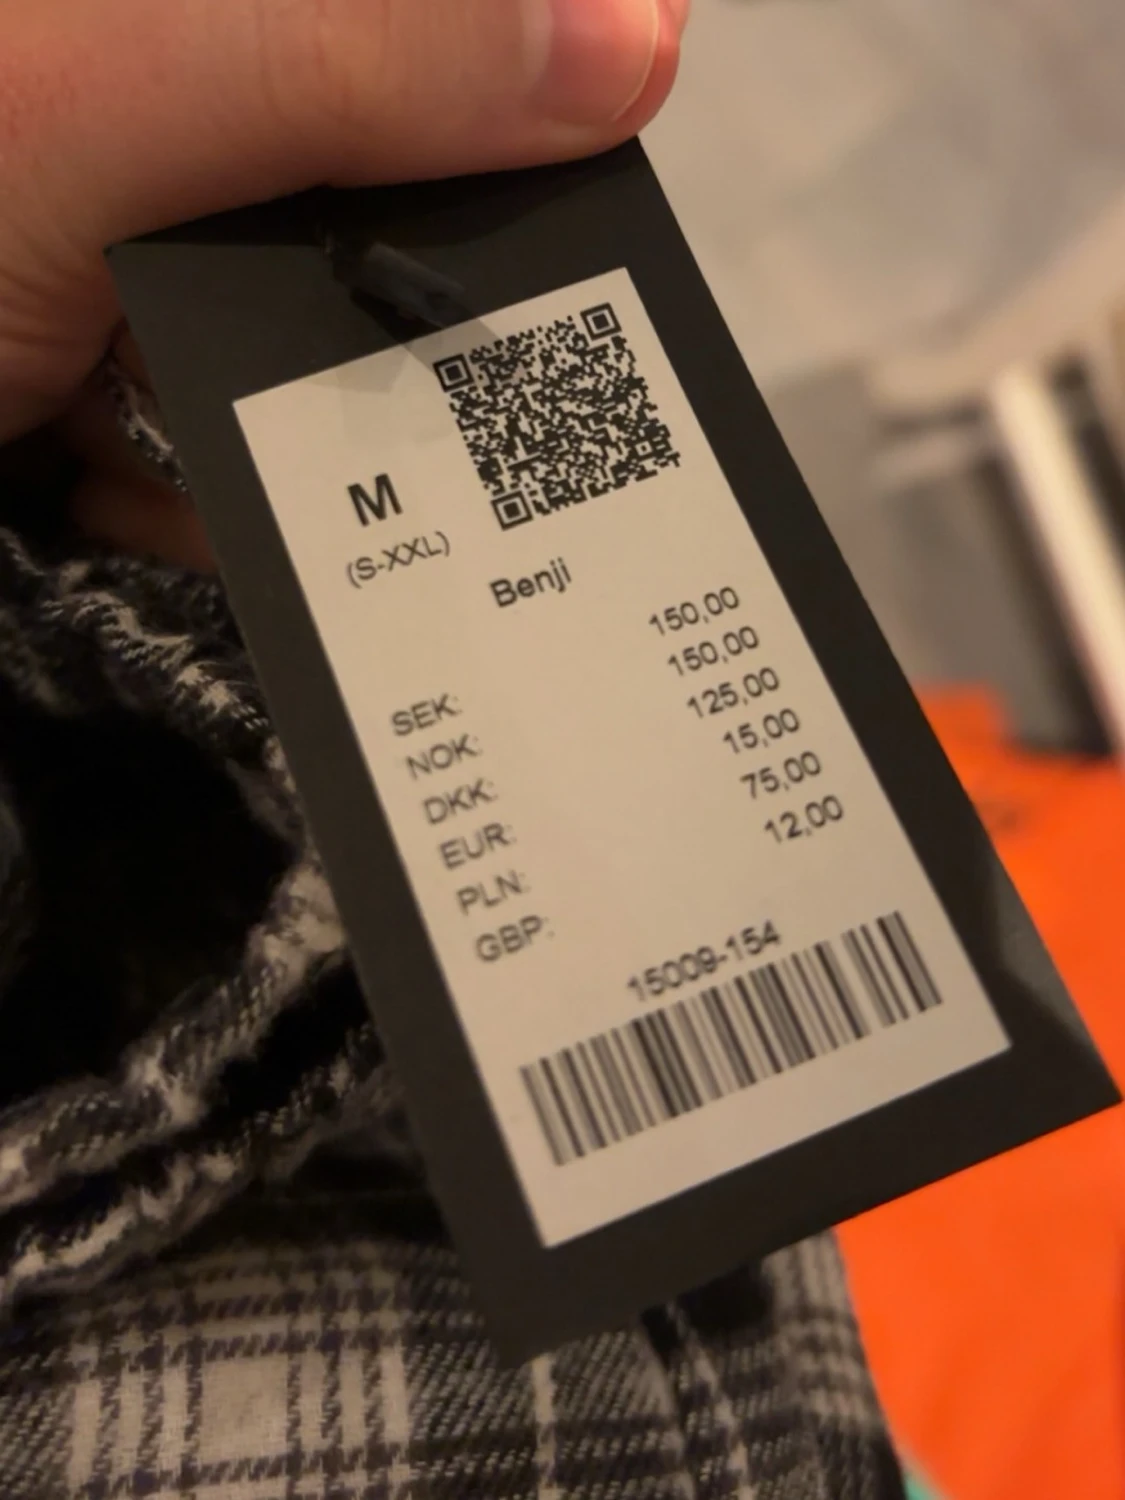 M
(S-XXL)
Benji
SEK: 150,00
NOK: 150,00
DKK: 125,00
EUR: 15,00
PLN: 75,00
GBP: 12,00
15009-154